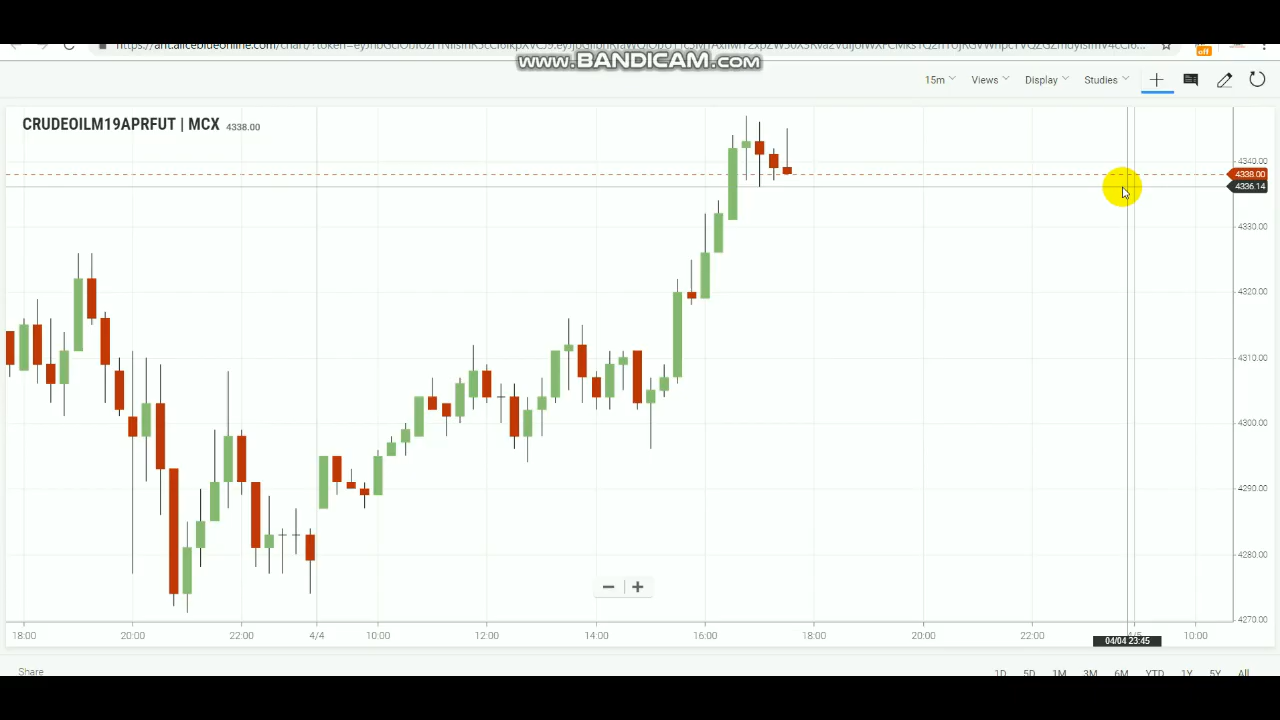 www.BANDICAM.com
off
15m Views Display Studies
CRUDEOILM19APRFUT | MCX 4338.00
4340.00
4338.00
4336.14
4330.00
4320.00
4310.00
4300.00
4290.00
4280.00
4270.00
18:00 20:00 22:00 4/4 10:00 12:00 14:00 16:00 18:00 20:00 22:00 4/5 10:00
04/04 23:45
Share 1D 5D 1M 3M 6M YTD 1Y 5Y All